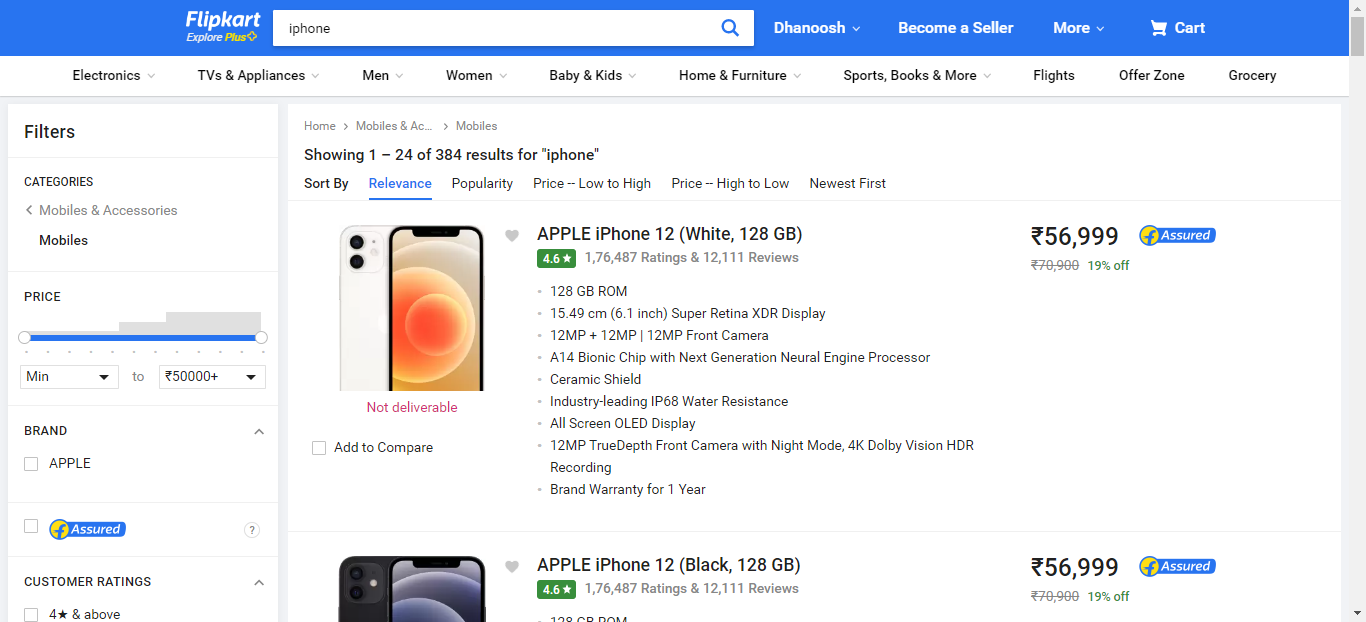 Flipkart
Explore Plus
iphone
Dhanoosh
Become a Seller
More
Cart
Electronics
TVs & Appliances
Men
Women
Baby & Kids
Home & Furniture
Sports, Books & More
Flights
Offer Zone
Grocery
Filters
CATEGORIES
Mobiles & Accessories
Mobiles
PRICE
Min
to
₹50000+
BRAND
APPLE
Assured
?
CUSTOMER RATINGS
4★ & above
Home
Mobiles & Ac...
Mobiles
Showing 1 – 24 of 384 results for "iphone"
Sort By
Relevance
Popularity
Price -- Low to High
Price -- High to Low
Newest First
Not deliverable
Add to Compare
APPLE iPhone 12 (White, 128 GB)
4.6★
1,76,487 Ratings & 12,111 Reviews
128 GB ROM
15.49 cm (6.1 inch) Super Retina XDR Display
12MP + 12MP | 12MP Front Camera
A14 Bionic Chip with Next Generation Neural Engine Processor
Ceramic Shield
Industry-leading IP68 Water Resistance
All Screen OLED Display
12MP TrueDepth Front Camera with Night Mode, 4K Dolby Vision HDR
Recording
Brand Warranty for 1 Year
₹56,999
Assured
₹70,900
19% off
APPLE iPhone 12 (Black, 128 GB)
4.6★
1,76,487 Ratings & 12,111 Reviews
128 GB ROM
₹56,999
Assured
₹70,900
19% off